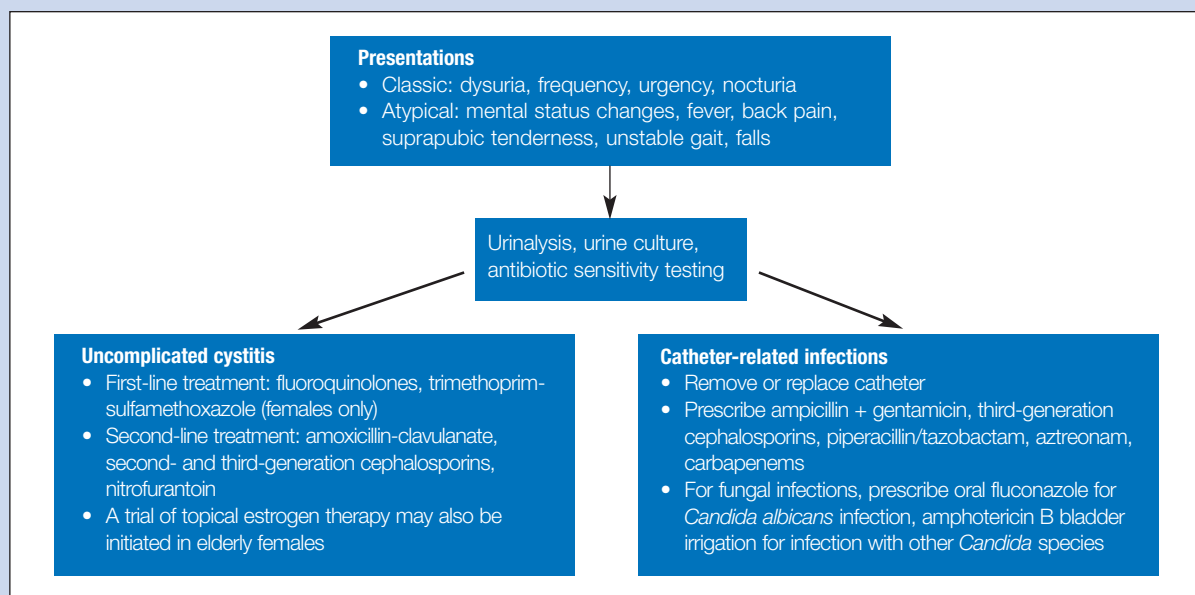 Presentations
• Classic: dysuria, frequency, urgency, nocturia
• Atypical: mental status changes, fever, back pain,
suprapubic tenderness, unstable gait, falls
Urinalysis, urine culture,
antibiotic sensitivity testing
Uncomplicated cystitis
• First-line treatment: fluoroquinolones, trimethoprim-
sulfamethoxazole (females only)
• Second-line treatment: amoxicillin-clavulanate,
second- and third-generation cephalosporins,
nitrofurantoin
• A trial of topical estrogen therapy may also be
initiated in elderly females
Catheter-related infections
• Remove or replace catheter
• Prescribe ampicillin + gentamicin, third-generation
cephalosporins, piperacillin/tazobactam, aztreonam,
carbapenems
• For fungal infections, prescribe oral fluconazole for
Candida albicans infection, amphotericin B bladder
irrigation for infection with other Candida species